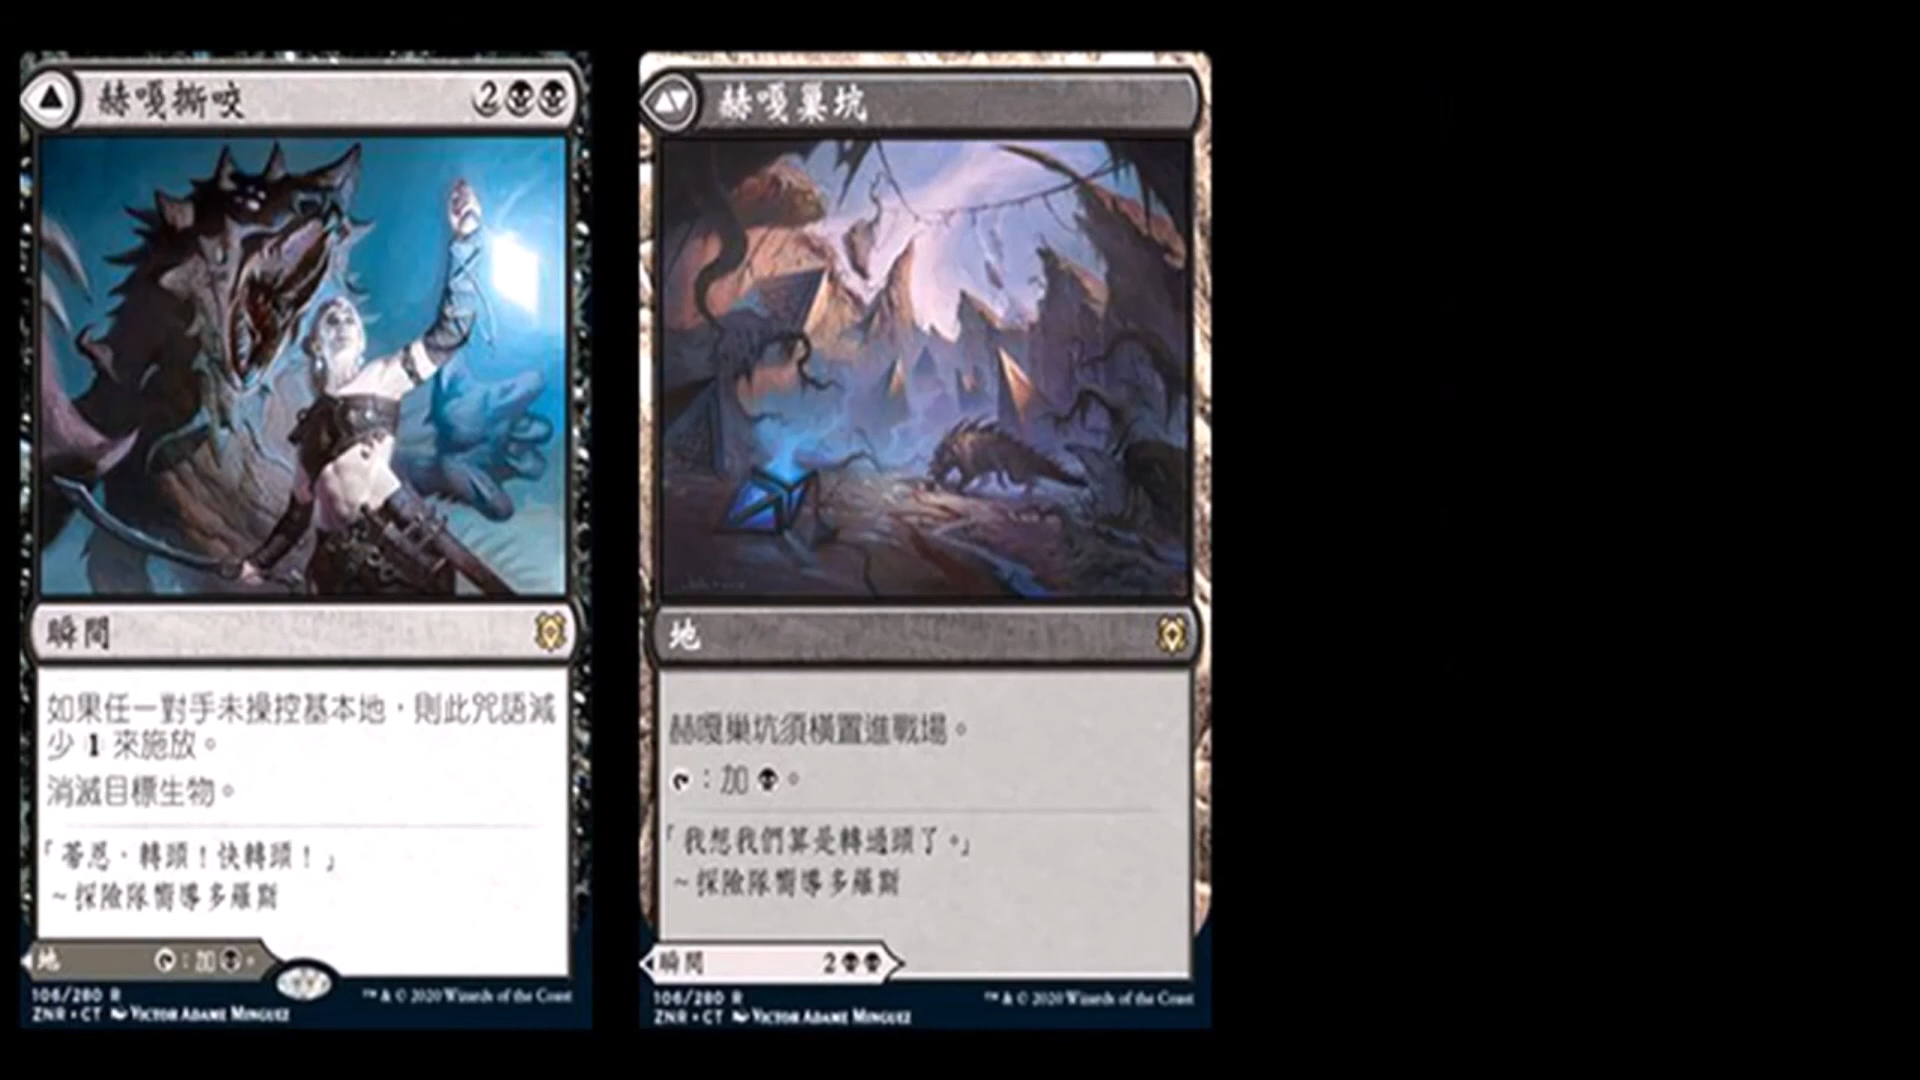 赫嘎撕咬
2
瞬間
如果任一對手未操控基本地，則此咒語減
少 1 來施放。
消滅目標生物。
「蒂恩，轉頭！快轉頭！」
～探險隊嚮導多羅斯
地 ：加 。
106/280 R
ZNR • CT Victor Adame Minguez
™ & © 2020 Wizards of the Coast
赫嘎巢坑
地
赫嘎巢坑須橫置進戰場。
：加 。
「我想我們算是轉過頭了。」
～探險隊嚮導多羅斯
瞬間 2
106/280 R
ZNR • CT Victor Adame Minguez
™ & © 2020 Wizards of the Coast